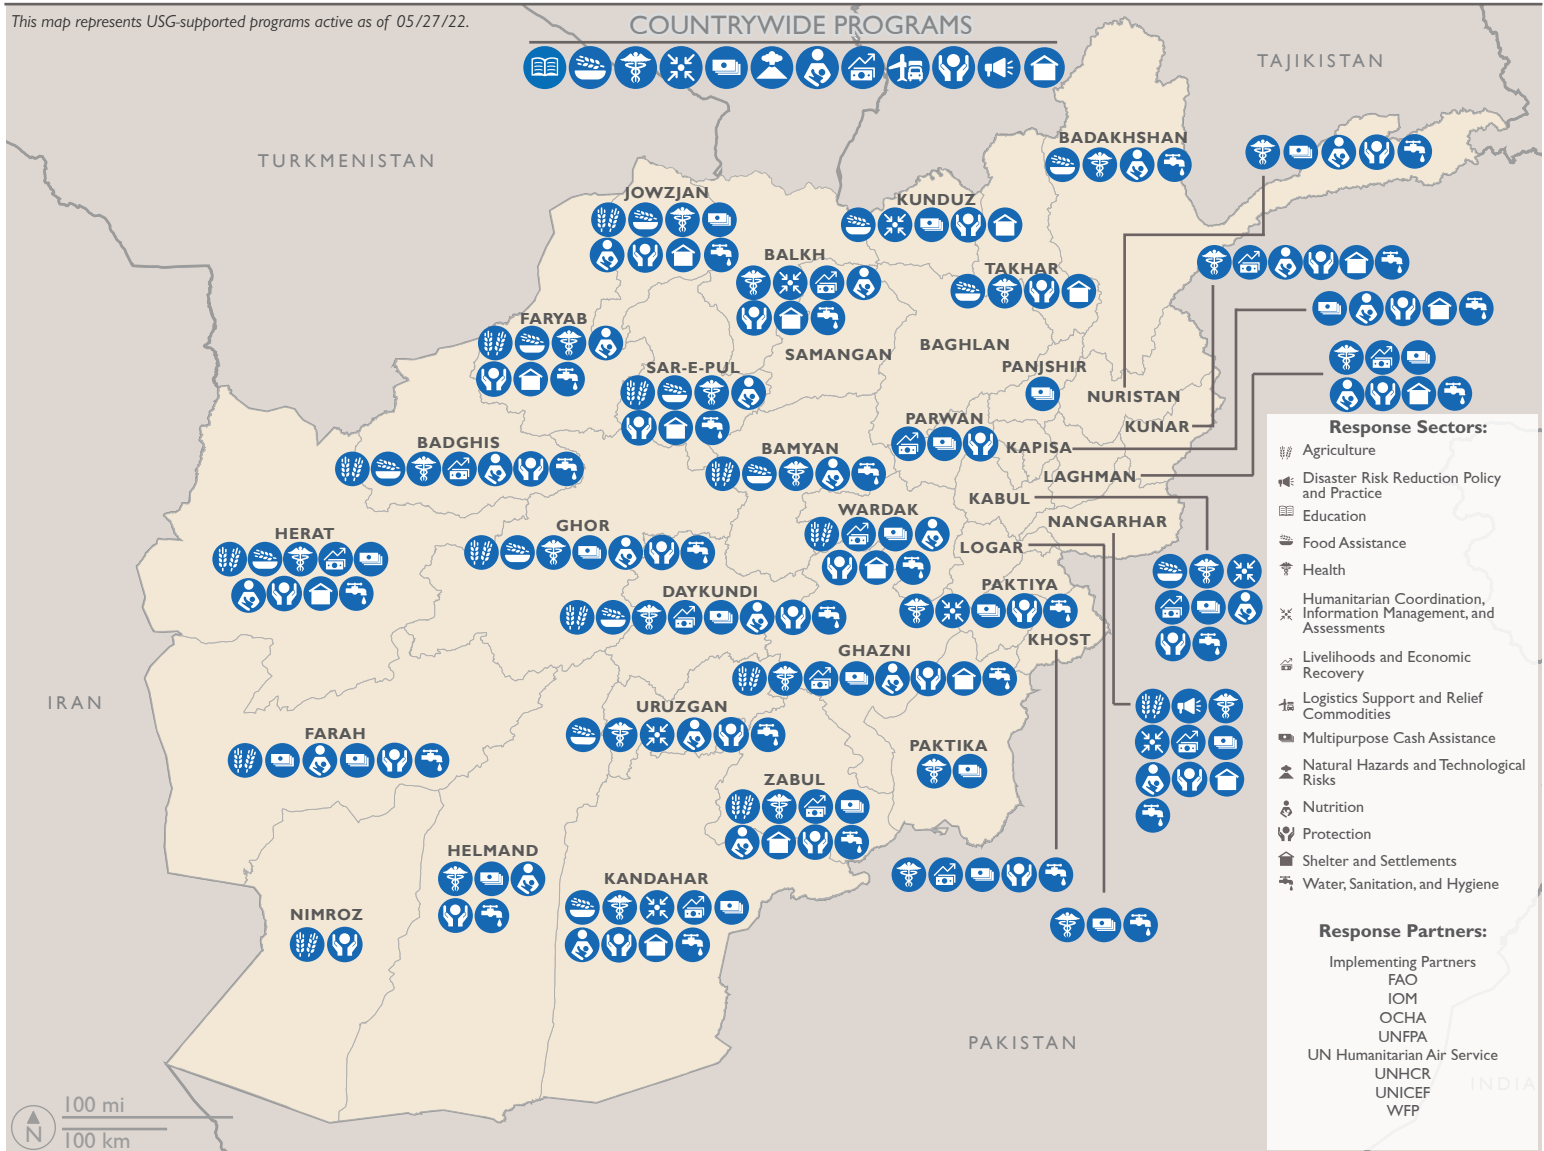 This map represents USG-supported programs active as of 05/27/22.
COUNTRYWIDE PROGRAMS
TAJIKISTAN
TURKMENISTAN
BADAKHSHAN
JOWZJAN
KUNDUZ
BALKH
TAKHAR
FARYAB
SAMANGAN
BAGHLAN
SAR-E-PUL
PANJSHIR
NURISTAN
PARWAN
KUNAR
BADGHIS
BAMYAN
KAPISA
LAGHMAN
KABUL
WARDAK
NANGARHAR
HERAT
GHOR
LOGAR
DAYKUNDI
PAKTIYA
KHOST
GHAZNI
IRAN
URUZGAN
FARAH
PAKTIKA
ZABUL
HELMAND
KANDAHAR
NIMROZ
PAKISTAN
INDIA
Response Sectors:
Agriculture
Disaster Risk Reduction Policy
and Practice
Education
Food Assistance
Health
Humanitarian Coordination,
Information Management, and
Assessments
Livelihoods and Economic
Recovery
Logistics Support and Relief
Commodities
Multipurpose Cash Assistance
Natural Hazards and Technological
Risks
Nutrition
Protection
Shelter and Settlements
Water, Sanitation, and Hygiene
Response Partners:
Implementing Partners
FAO
IOM
OCHA
UNFPA
UN Humanitarian Air Service
UNHCR
UNICEF
WFP
N
100 mi
100 km